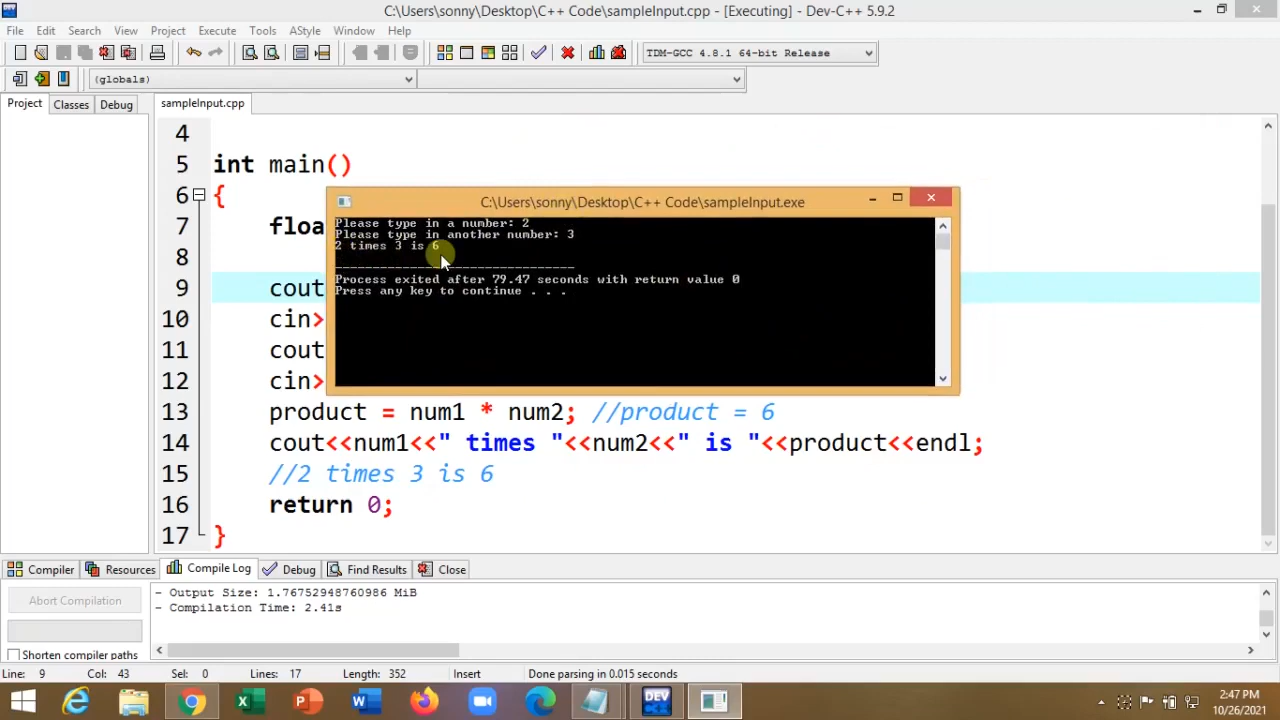 C:\Users\sonny\Desktop\C++ Code\sampleInput.cpp - [Executing] - Dev-C++ 5.9.2
File Edit Search View Project Execute Tools AStyle Window Help
TDM-GCC 4.8.1 64-bit Release
(globals)
Project Classes Debug sampleInput.cpp
4
5 int main()
6 {
7 floa
8
9 cout
10 cin>
11 cout
12 cin>
13 product = num1 * num2; //product = 6
14 cout<<num1<<" times "<<num2<<" is "<<product<<endl;
15 //2 times 3 is 6
16 return 0;
17 }
C:\Users\sonny\Desktop\C++ Code\sampleInput.exe
Please type in a number: 2
Please type in another number: 3
2 times 3 is 6
--------------------------------
Process exited after 79.47 seconds with return value 0
Press any key to continue . . .
Compiler Resources Compile Log Debug Find Results Close
Abort Compilation
Shorten compiler paths
- Output Size: 1.76752948760986 MiB
- Compilation Time: 2.41s
Line: 9 Col: 43 Sel: 0 Lines: 17 Length: 352 Insert Done parsing in 0.015 seconds
DEV
2:47 PM
10/26/2021